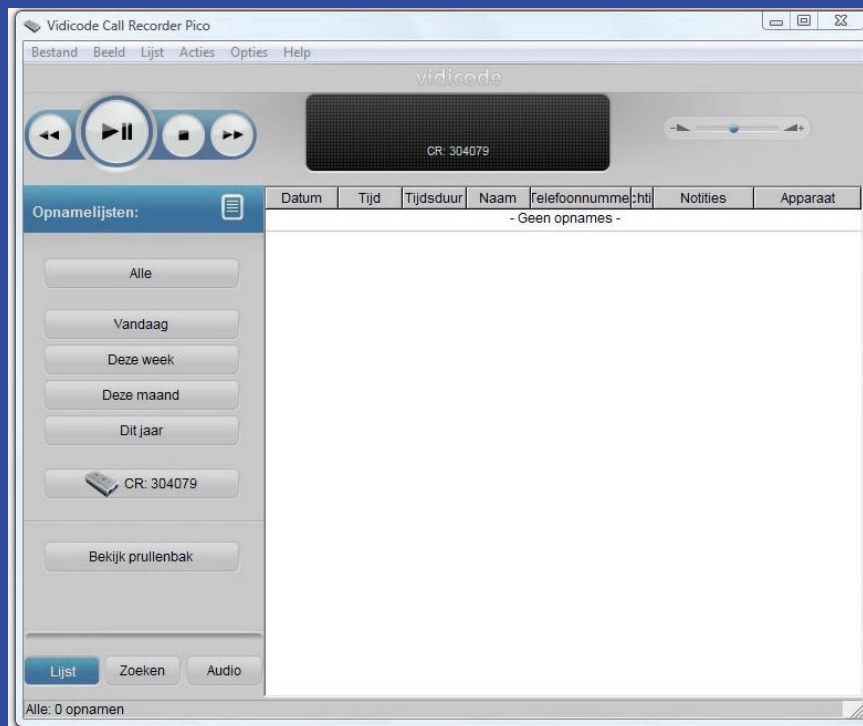 Vidicode Call Recorder Pico
Bestand Beeld Lijst Acties Opties Help
vidicode
CR: 304079
Opnamelijsten:
Datum Tijd Tijdsduur Naam Telefoonnumme chti Notities Apparaat
- Geen opnames -
Alle
Vandaag
Deze week
Deze maand
Dit jaar
CR: 304079
Bekijk prullenbak
Lijst Zoeken Audio
Alle: 0 opnamen